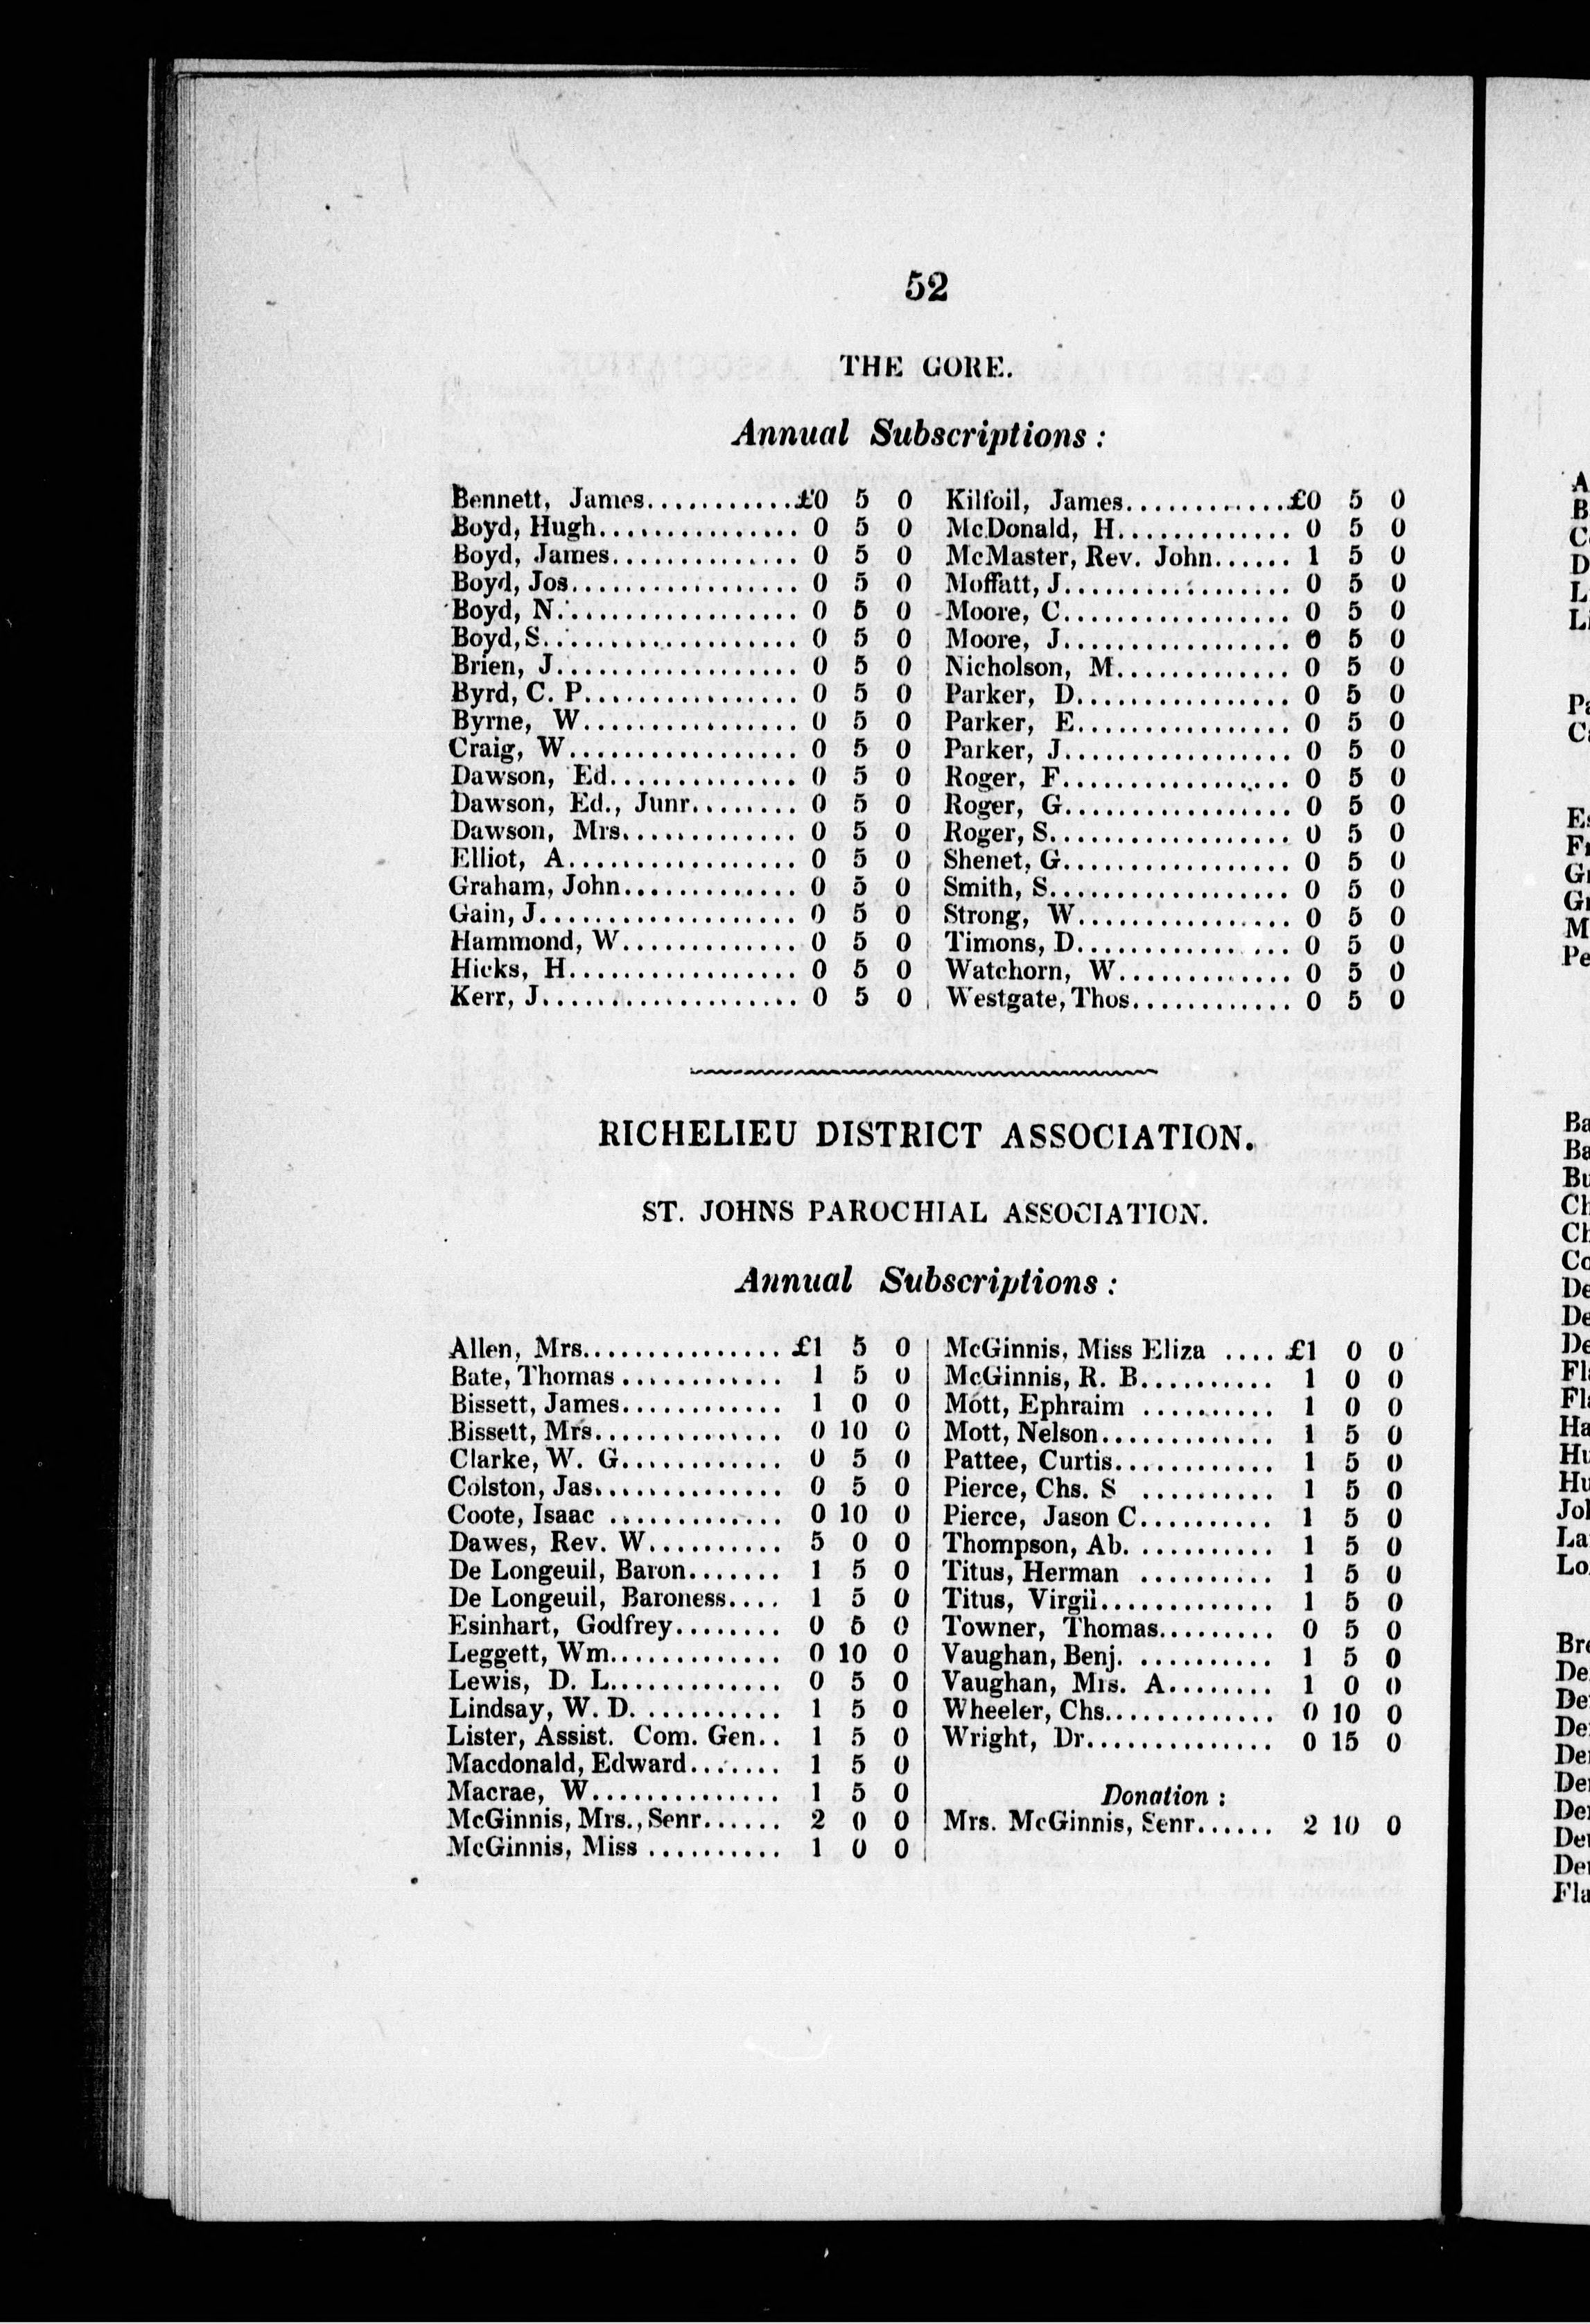 52
THE GORE.
Annual Subscriptions :
Bennett, James............£0 5 0
Boyd, Hugh................ 0 5 0
Boyd, James............... 0 5 0
Boyd, Jos.................. 0 5 0
Boyd, N................... 0 5 0
Boyd, S.................... 0 5 0
Brien, J................... 0 5 0
Byrd, C. P................. 0 5 0
Byrne, W................. 0 5 0
Craig, W.................. 0 5 0
Dawson, Ed............... 0 5 0
Dawson, Ed., Junr........ 0 5 0
Dawson, Mrs.............. 0 5 0
Elliot, A.................. 0 5 0
Graham, John............. 0 5 0
Gain, J.................... 0 5 0
Hammond, W............. 0 5 0
Hicks, H.................. 0 5 0
Kerr, J.................... 0 5 0
Kilfoil, James.............£0 5 0
McDonald, H............. 0 5 0
McMaster, Rev. John...... 1 5 0
Moffatt, J.................. 0 5 0
Moore, C.................. 0 5 0
Moore, J................... 0 5 0
Nicholson, M.............. 0 5 0
Parker, D................. 0 5 0
Parker, E................. 0 5 0
Parker, J.................. 0 5 0
Roger, F.................. 0 5 0
Roger, G.................. 0 5 0
Roger, S................... 0 5 0
Shenet, G.................. 0 5 0
Smith, S................... 0 5 0
Strong, W................. 0 5 0
Timons, D................. 0 5 0
Watchorn, W.............. 0 5 0
Westgate, Thos............. 0 5 0
RICHELIEU DISTRICT ASSOCIATION.
ST. JOHNS PAROCHIAL ASSOCIATION.
Annual Subscriptions :
Allen, Mrs............... £1 5 0
Bate, Thomas ............ 1 5 0
Bissett, James............ 1 0 0
Bissett, Mrs.............. 0 10 0
Clarke, W. G............ 0 5 0
Colston, Jas.............. 0 5 0
Coote, Isaac ............. 0 10 0
Dawes, Rev. W.......... 5 0 0
De Longeuil, Baron....... 1 5 0
De Longeuil, Baroness.... 1 5 0
Esinhart, Godfrey........ 0 5 0
Leggett, Wm............. 0 10 0
Lewis, D. L............. 0 5 0
Lindsay, W. D. ........... 1 5 0
Lister, Assist. Com. Gen.. 1 5 0
Macdonald, Edward....... 1 5 0
Macrae, W.............. 1 5 0
McGinnis, Mrs., Senr...... 2 0 0
McGinnis, Miss .......... 1 0 0
McGinnis, Miss Eliza .... £1 0 0
McGinnis, R. B.......... 1 0 0
Mott, Ephraim .......... 1 0 0
Mott, Nelson............. 1 5 0
Pattee, Curtis............ 1 5 0
Pierce, Chs. S ........... 1 5 0
Pierce, Jason C.......... 1 5 0
Thompson, Ab. ........... 1 5 0
Titus, Herman .......... 1 5 0
Titus, Virgil............. 1 5 0
Towner, Thomas......... 0 5 0
Vaughan, Benj. .......... 1 5 0
Vaughan, Mrs. A........ 1 0 0
Wheeler, Chs............. 0 10 0
Wright, Dr.............. 0 15 0
Donation :
Mrs. McGinnis, Senr...... 2 10 0